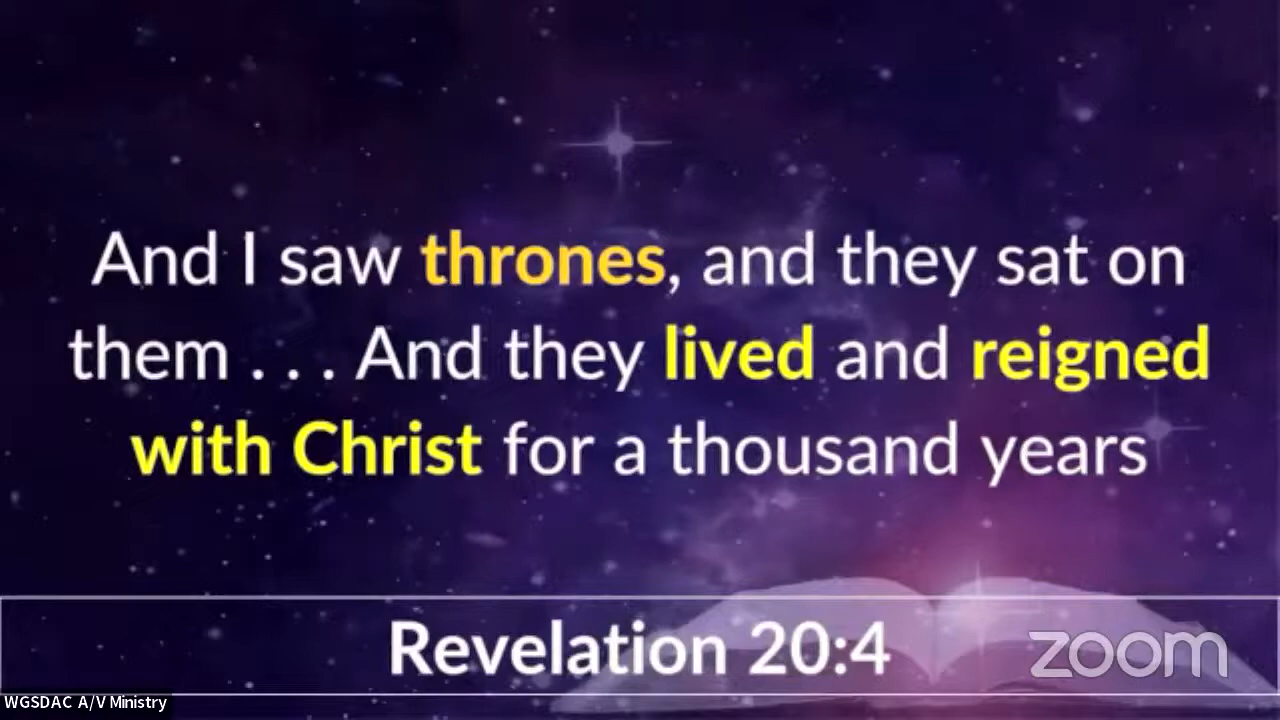 And I saw thrones, and they sat on
them . . . And they lived and reigned
with Christ for a thousand years
Revelation 20:4
zoom
WGSDAC A/V Ministry